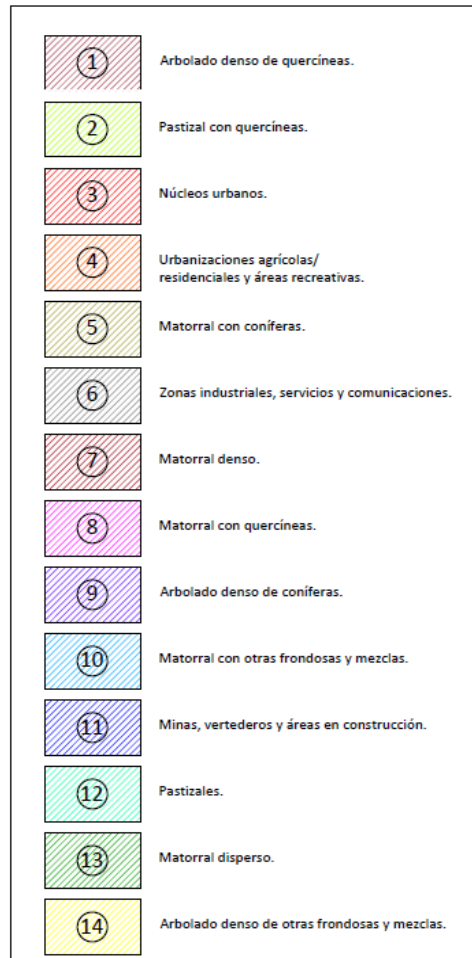 1 Arbolado denso de quercíneas.
2 Pastizal con quercíneas.
3 Núcleos urbanos.
4 Urbanizaciones agrícolas/
residenciales y áreas recreativas.
5 Matorral con coníferas.
6 Zonas industriales, servicios y comunicaciones.
7 Matorral denso.
8 Matorral con quercíneas.
9 Arbolado denso de coníferas.
10 Matorral con otras frondosas y mezclas.
11 Minas, vertederos y áreas en construcción.
12 Pastizales.
13 Matorral disperso.
14 Arbolado denso de otras frondosas y mezclas.